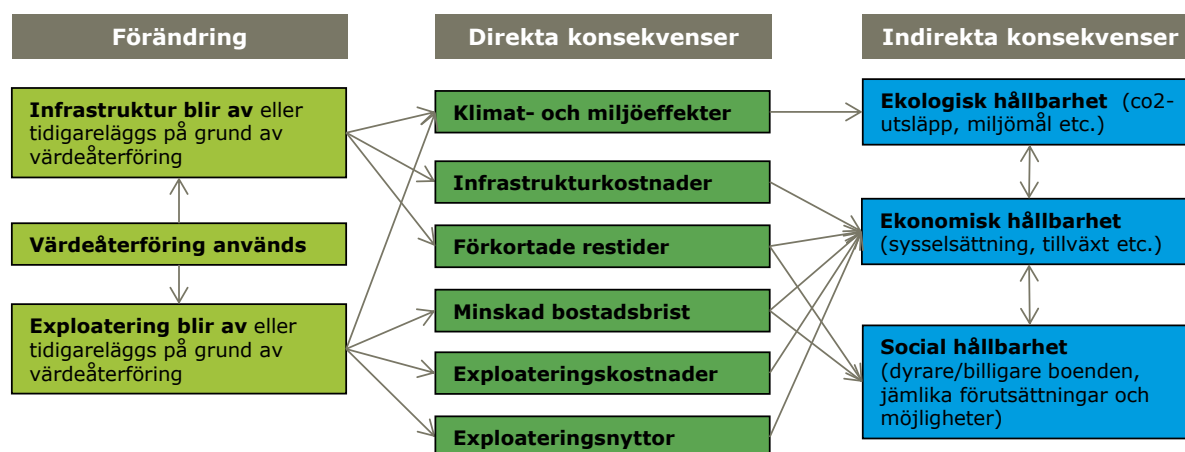 Förändring
Direkta konsekvenser
Indirekta konsekvenser
Infrastruktur blir av eller
tidigareläggs på grund av
värdeåterföring
Värdeåterföring används
Exploatering blir av eller
tidigareläggs på grund av
värdeåterföring
Klimat- och miljöeffekter
Infrastrukturkostnader
Förkortade restider
Minskad bostadsbrist
Exploateringskostnader
Exploateringsnyttor
Ekologisk hållbarhet (co2-
utsläpp, miljömål etc.)
Ekonomisk hållbarhet
(sysselsättning, tillväxt etc.)
Social hållbarhet
(dyrare/billigare boenden,
jämlika förutsättningar och
möjligheter)